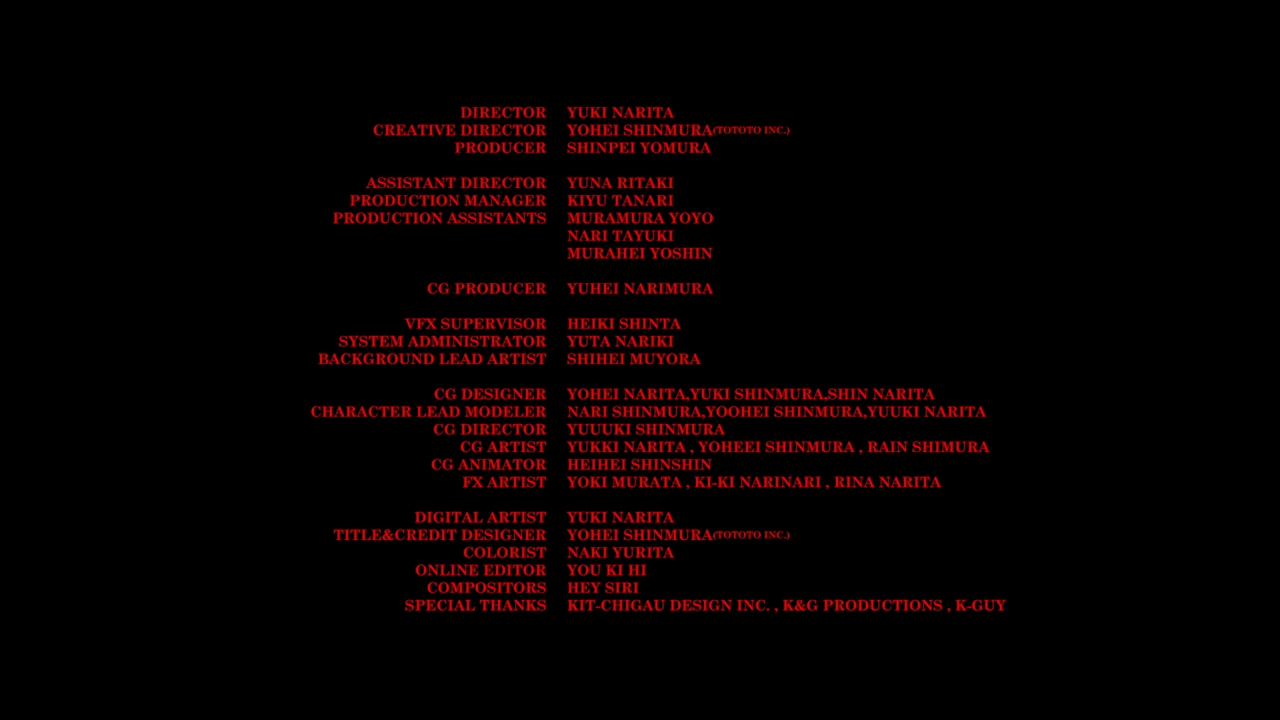 DIRECTOR YUKI NARITA
CREATIVE DIRECTOR YOHEI SHINMURA(TOTOTO INC.)
PRODUCER SHINPEI YOMURA
ASSISTANT DIRECTOR YUNA RITAKI
PRODUCTION MANAGER KIYU TANARI
PRODUCTION ASSISTANTS MURAMURA YOYO
NARI TAYUKI
MURAHEI YOSHIN
CG PRODUCER YUHEI NARIMURA
VFX SUPERVISOR HEIKI SHINTA
SYSTEM ADMINISTRATOR YUTA NARIKI
BACKGROUND LEAD ARTIST SHIHEI MUYORA
CG DESIGNER YOHEI NARITA,YUKI SHINMURA,SHIN NARITA
CHARACTER LEAD MODELER NARI SHINMURA,YOOHEI SHINMURA,YUUKI NARITA
CG DIRECTOR YUUUKI SHINMURA
CG ARTIST YUKKI NARITA , YOHEEI SHINMURA , RAIN SHIMURA
CG ANIMATOR HEIHEI SHINSHIN
FX ARTIST YOKI MURATA , KI-KI NARINARI , RINA NARITA
DIGITAL ARTIST YUKI NARITA
TITLE&CREDIT DESIGNER YOHEI SHINMURA(TOTOTO INC.)
COLORIST NAKI YURITA
ONLINE EDITOR YOU KI HI
COMPOSITORS HEY SIRI
SPECIAL THANKS KIT-CHIGAU DESIGN INC. , K&G PRODUCTIONS , K-GUY